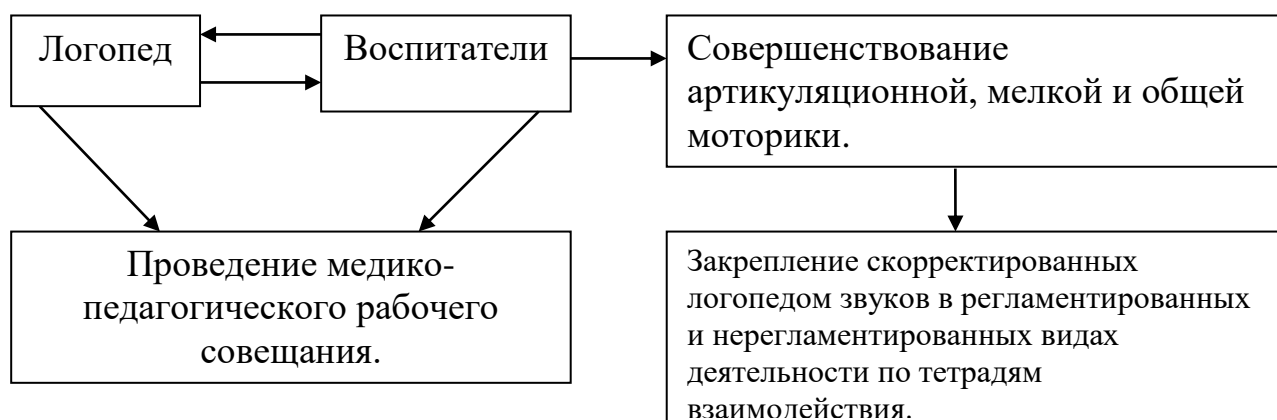 Логопед
Воспитатели
Совершенствование
артикуляционной, мелкой и общей
моторики.
Проведение медико-
педагогического рабочего
совещания.
Закрепление скорректированных
логопедом звуков в регламентированных
и нерегламентированных видах
деятельности по тетрадям
взаимодействия.